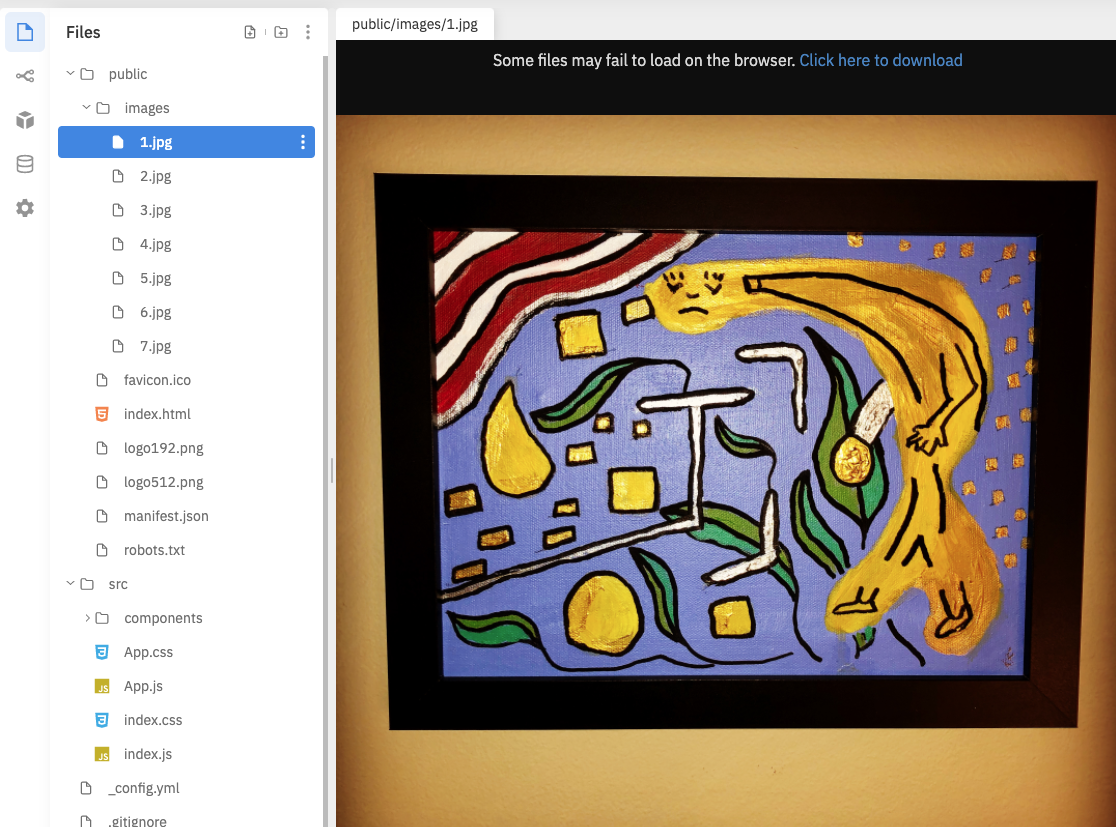 Files
public
images
1.jpg
2.jpg
3.jpg
4.jpg
5.jpg
6.jpg
7.jpg
favicon.ico
index.html
logo192.png
logo512.png
manifest.json
robots.txt
src
components
App.css
App.js
index.css
index.js
_config.yml
.gitignore
public/images/1.jpg
Some files may fail to load on the browser. Click here to download